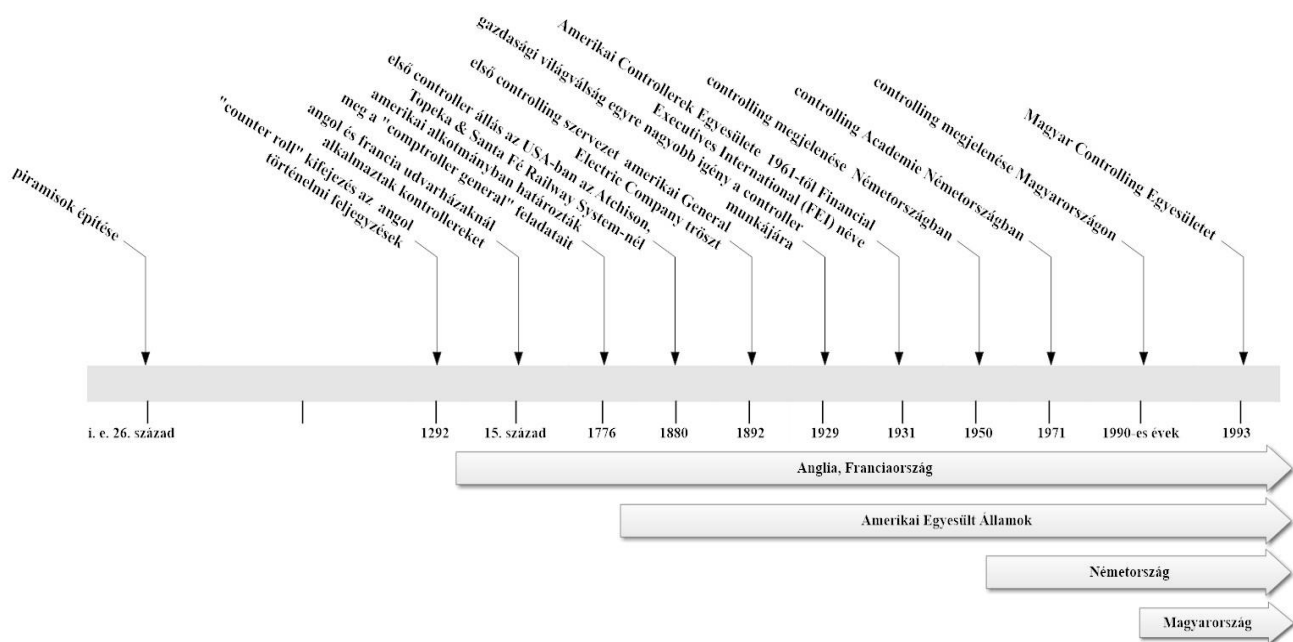 piramisok építése
"counter roll" kifejezés az angol
történelmi feljegyzések
angol és francia udvarházaknál
alkalmaztak kontrollereket
amerikai alkotmányban határozták
meg a "comptroller general" feladatait
első controller állás az USA-ban az Atchison,
Topeka & Santa Fé Railway System-nél
első controlling szervezet amerikai General
Electric Company tröszt
gazdasági világválság egyre nagyobb igény a controller
munkájára
Amerikai Controllerek Egyesülete 1961-től Financial
Executives International (FEI) néve
controlling megjelenése Németországban
controlling Academie Németországban
controlling megjelenése Magyarországon
Magyar Controlling Egyesületet
i. e. 26. század
1292
15. század
1776
1880
1892
1929
1931
1950
1971
1990-es évek
1993
Anglia, Franciaország
Amerikai Egyesült Államok
Németország
Magyarország